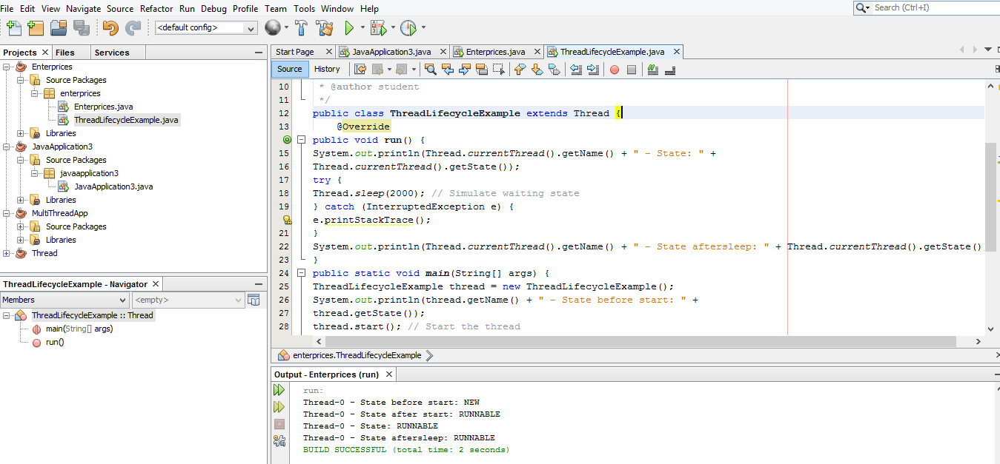 File Edit View Navigate Source Refactor Run Debug Profile Team Tools Window Help
Search (Ctrl+I)
<default config>
Projects Files Services
Enterprices
Source Packages
enterprices
Enterprices.java
ThreadLifecycleExample.java
Libraries
JavaApplication3
Source Packages
javaapplication3
JavaApplication3.java
Libraries
MultiThreadApp
Source Packages
Libraries
Thread
ThreadLifecycleExample - Navigator
Members <empty>
ThreadLifecycleExample :: Thread
main(String[] args)
run()
Start Page JavaApplication3.java Enterprices.java ThreadLifecycleExample.java
Source History
10 * @author student
11 */
12 public class ThreadLifecycleExample extends Thread {
13 @Override
public void run() {
15 System.out.println(Thread.currentThread().getName() + " - State: " +
16 Thread.currentThread().getState());
17 try {
18 Thread.sleep(2000); // Simulate waiting state
19 } catch (InterruptedException e) {
e.printStackTrace();
21 }
22 System.out.println(Thread.currentThread().getName() + " - State aftersleep: " + Thread.currentThread().getState()
23 }
24 public static void main(String[] args) {
25 ThreadLifecycleExample thread = new ThreadLifecycleExample();
26 System.out.println(thread.getName() + " - State before start: " +
27 thread.getState());
28 thread.start(); // Start the thread
enterprices.ThreadLifecycleExample
Output - Enterprices (run)
run:
Thread-0 - State before start: NEW
Thread-0 - State after start: RUNNABLE
Thread-0 - State: RUNNABLE
Thread-0 - State aftersleep: RUNNABLE
BUILD SUCCESSFUL (total time: 2 seconds)